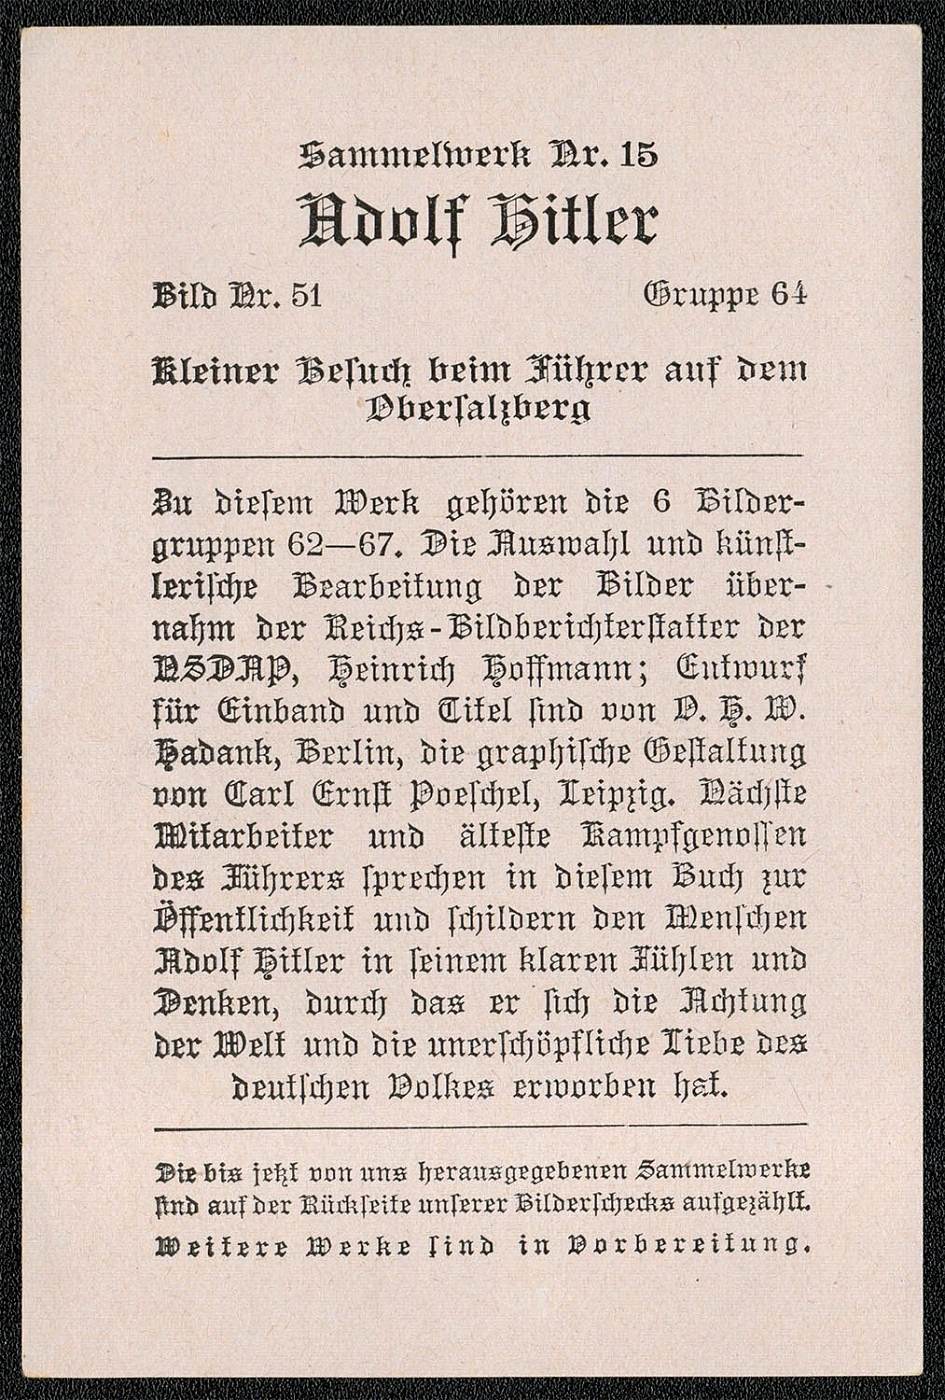 Sammelwerk Nr. 15
Adolf Hitler
Bild Nr. 51 Gruppe 64
Kleiner Besuch beim Führer auf dem
Obersalzberg
Zu diesem Werk gehören die 6 Bilder-
gruppen 62—67. Die Auswahl und künst-
lerische Bearbeitung der Bilder über-
nahm der Reichs-Bildberichterstatter der
NSDAP, Heinrich Hoffmann; Entwurf
für Einband und Titel sind von O. H. W.
Hadank, Berlin, die graphische Gestaltung
von Carl Ernst Poeschel, Leipzig. Nächste
Mitarbeiter und älteste Kampfgenossen
des Führers sprechen in diesem Buch zur
Öffentlichkeit und schildern den Menschen
Adolf Hitler in seinem klaren Fühlen und
Denken, durch das er sich die Achtung
der Welt und die unerschöpfliche Liebe des
deutschen Volkes erworben hat.
Die bis jetzt von uns herausgegebenen Sammelwerke
sind auf der Rückseite unserer Bilderschecks aufgezählt.
Weitere Werke sind in Vorbereitung.